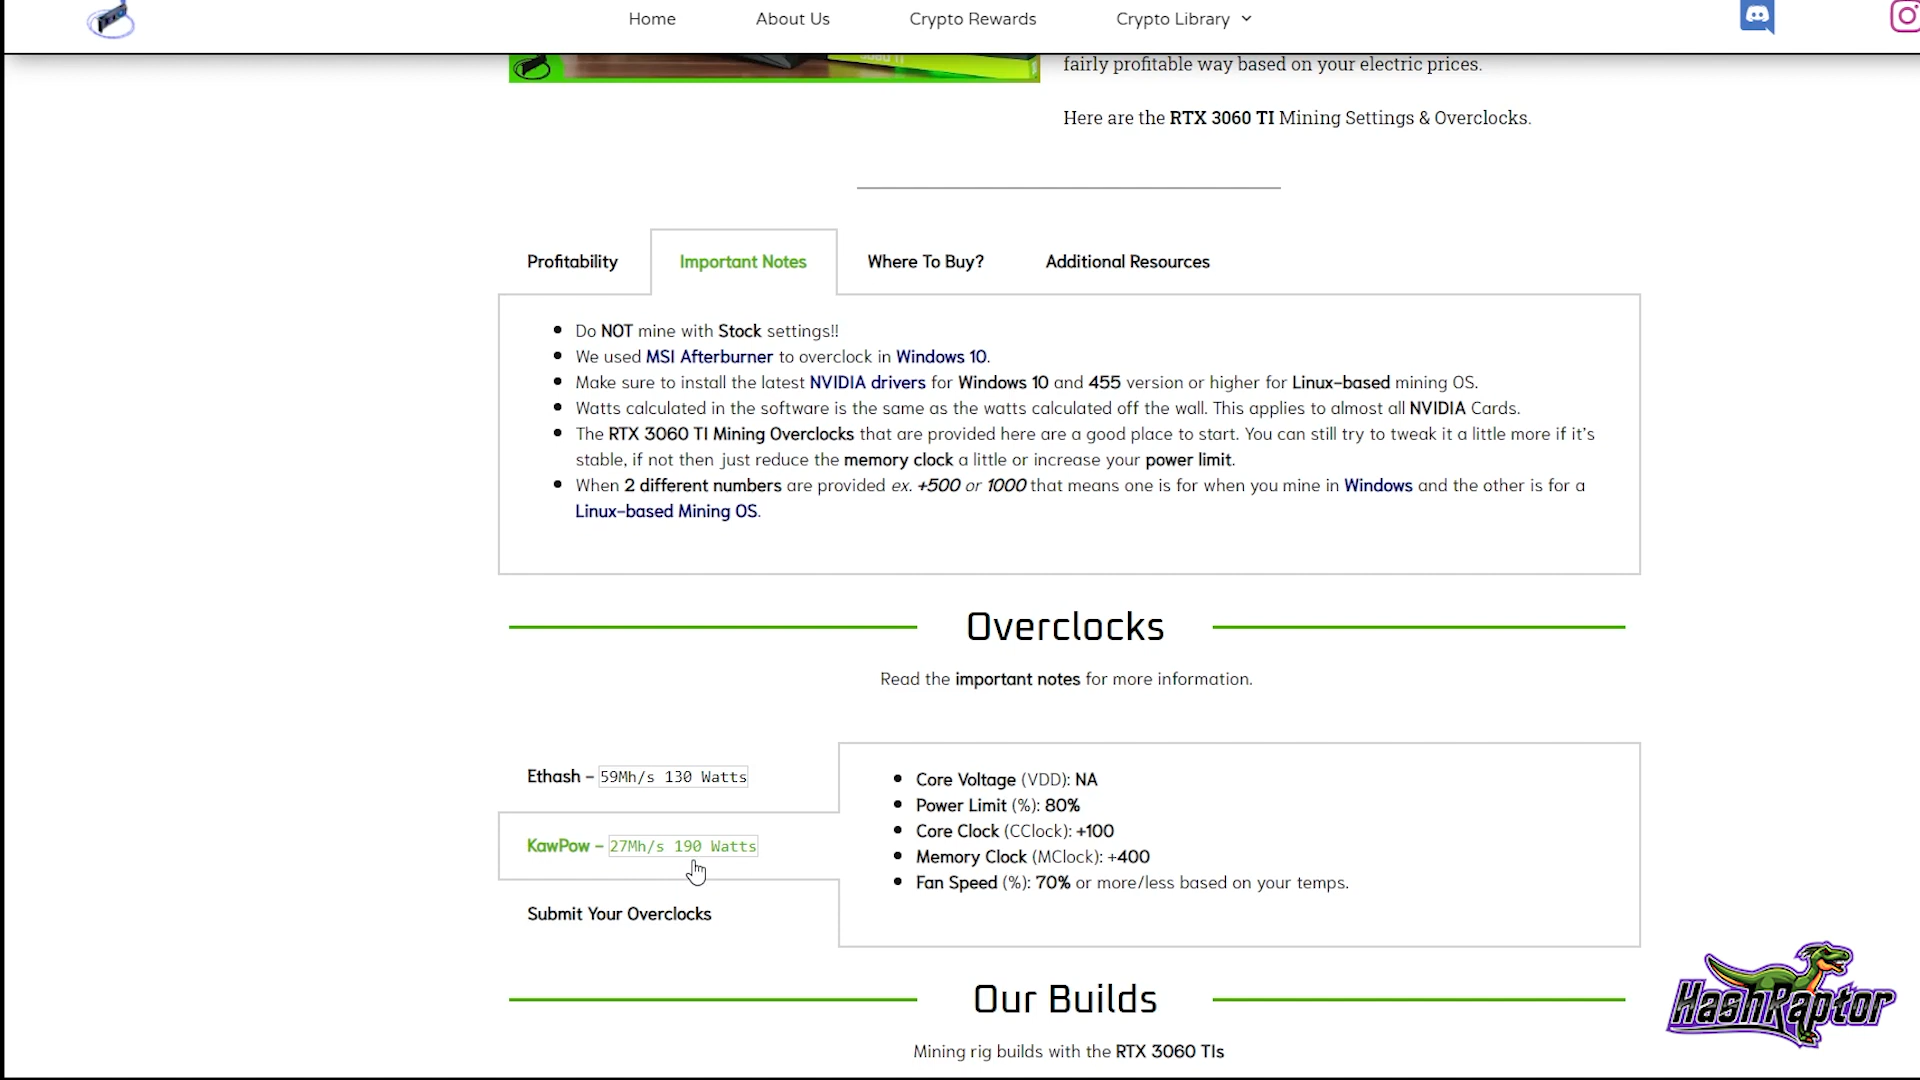 Home About Us Crypto Rewards Crypto Library
fairly profitable way based on your electric prices.
Here are the RTX 3060 TI Mining Settings & Overclocks.
Profitability Important Notes Where To Buy? Additional Resources
Do NOT mine with Stock settings!!
We used MSI Afterburner to overclock in Windows 10.
Make sure to install the latest NVIDIA drivers for Windows 10 and 455 version or higher for Linux-based mining OS.
Watts calculated in the software is the same as the watts calculated off the wall. This applies to almost all NVIDIA Cards.
The RTX 3060 TI Mining Overclocks that are provided here are a good place to start. You can still try to tweak it a little more if it's
stable, if not then just reduce the memory clock a little or increase your power limit.
When 2 different numbers are provided ex. +500 or 1000 that means one is for when you mine in Windows and the other is for a
Linux-based Mining OS.
Overclocks
Read the important notes for more information.
Ethash - 59Mh/s 130 Watts
KawPow - 27Mh/s 190 Watts
Submit Your Overclocks
Core Voltage (VDD): NA
Power Limit (%): 80%
Core Clock (CClock): +100
Memory Clock (MClock): +400
Fan Speed (%): 70% or more/less based on your temps.
Our Builds
Mining rig builds with the RTX 3060 TIs
HashRaptor